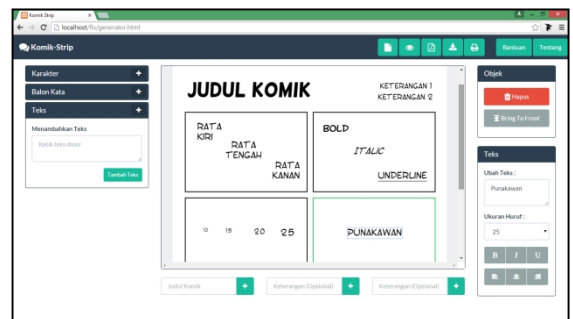 Komik Strip
localhost/fix/generator.html
Komik-Strip
Bantuan
Tentang
Karakter
Balon Kata
Teks
Menambahkan Teks
Ketik teks disini
Tambah Teks
JUDUL KOMIK
KETERANGAN 1
KETERANGAN 2
RATA
KIRI
RATA
TENGAH
RATA
KANAN
BOLD
ITALIC
UNDERLINE
10 15 20 25
PUNAKAWAN
Judul Komik
Keterangan (Opsional)
Keterangan (Opsional)
Objek
Hapus
Bring To Front
Teks
Ubah Teks :
Punakawan
Ukuran Huruf :
25
B I U